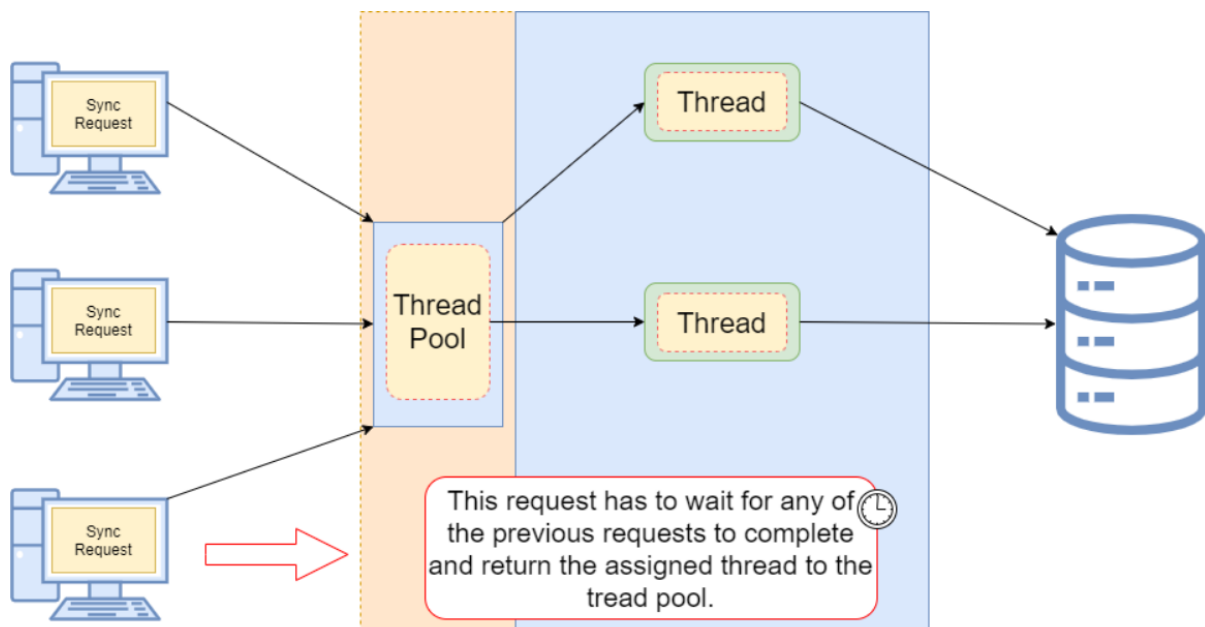 Sync
Request
Thread
Sync
Request
Thread
Pool
Thread
Sync
Request
This request has to wait for any of
the previous requests to complete
and return the assigned thread to the
tread pool.